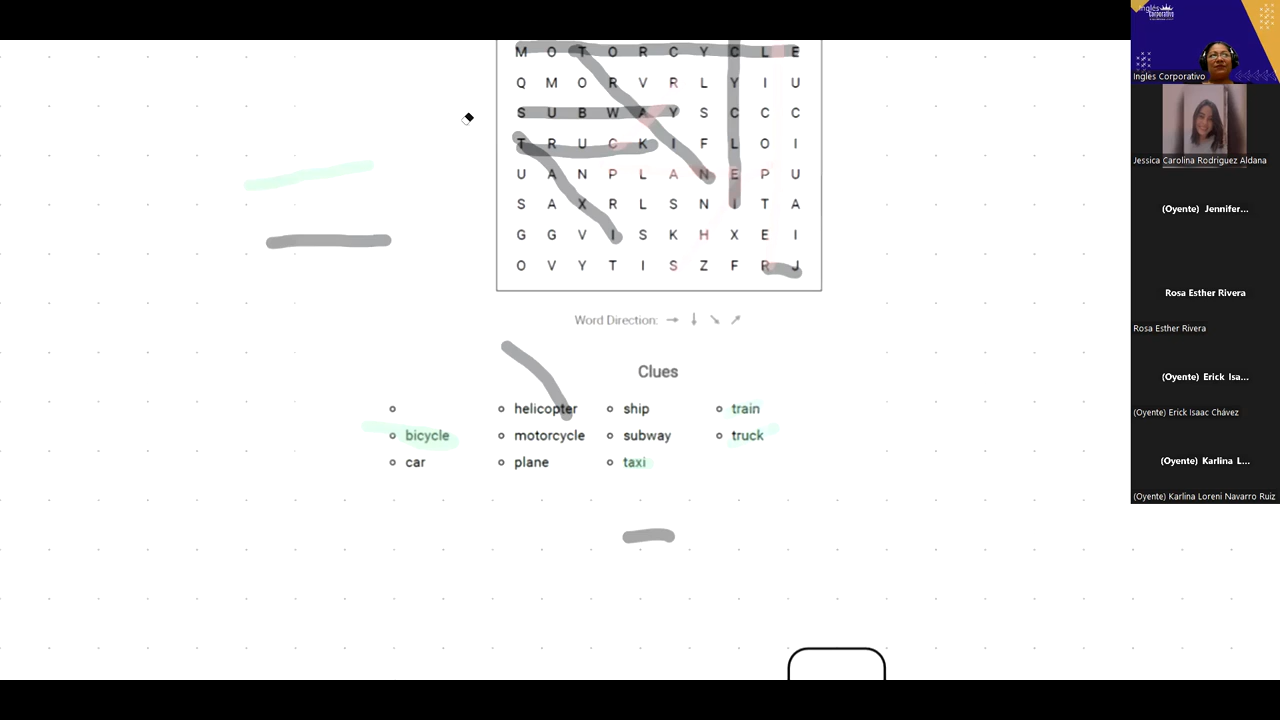 M O T O R C Y C L E
Q M O R V R L Y I U
S U B W A Y S C C C
T R U C K I F L O I
U A N P L A N E P U
S A X R L S N I T A
G G V I S K H X E I
O V Y T I S Z F R J
Word Direction:
Clues
helicopter ship train
bicycle motorcycle subway truck
car plane taxi
Inglés
corporativo
Ingles Corporativo
Jessica Carolina Rodriguez Aldana
(Oyente) Jennifer...
Rosa Esther Rivera
Rosa Esther Rivera
(Oyente) Erick Isa...
(Oyente) Erick Isaac Chávez
(Oyente) Karlina L...
(Oyente) Karlina Loreni Navarro Ruiz